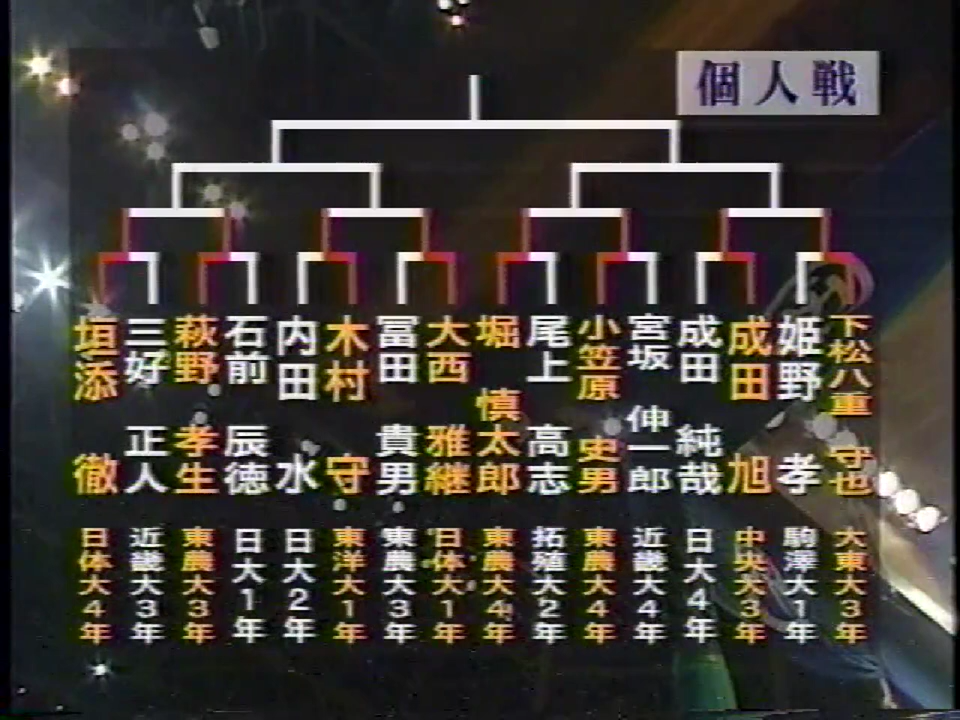 個人戦
垣添 徹 日体大4年
三好 正人 近畿大3年
萩野 孝生 東農大3年
石前 辰徳 日大1年
内田 水 日大2年
木村 守 東洋大1年
冨田 貴男 東農大3年
大西 雅継 日体大1年
堀 慎太郎 東農大4年
尾上 高志 拓殖大2年
小笠原 史男 東農大4年
宮坂 伸一郎 近畿大4年
成田 純哉 日大4年
成田 旭 中央大3年
姫野 孝 駒澤大1年
下松八重 守也 大東大3年